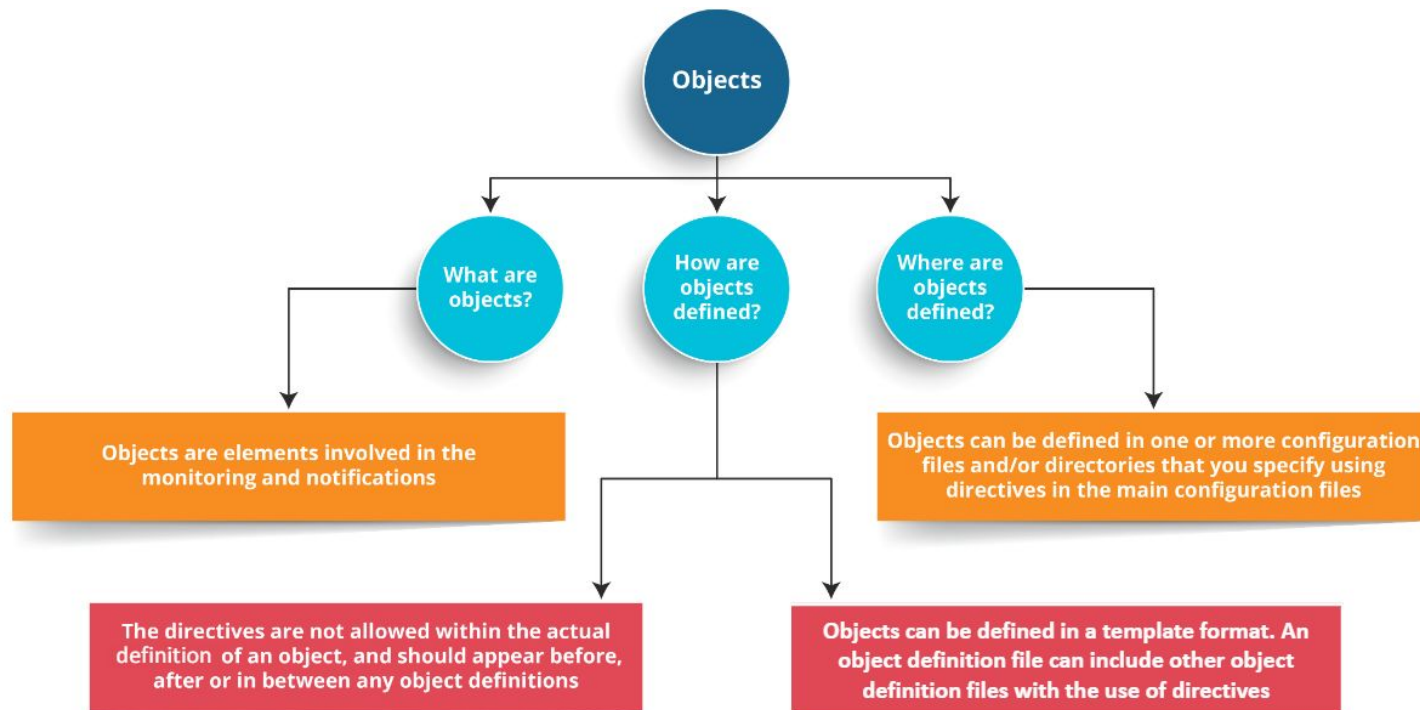 Objects
What are
objects?
How are
objects
defined?
Where are
objects
defined?
Objects are elements involved in the
monitoring and notifications
Objects can be defined in one or more configuration
files and/or directories that you specify using
directives in the main configuration files
The directives are not allowed within the actual
definition of an object, and should appear before,
after or in between any object definitions
Objects can be defined in a template format. An
object definition file can include other object
definition files with the use of directives